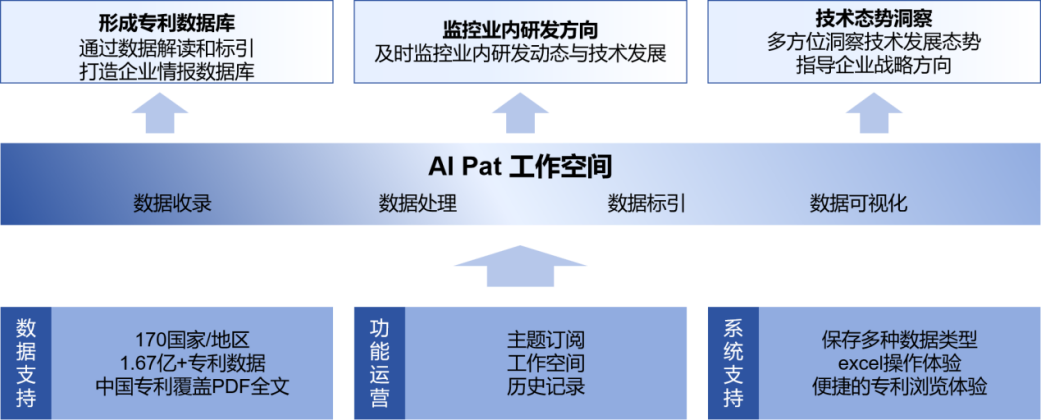 形成专利数据库
通过数据解读和标引
打造企业情报数据库
监控业内研发方向
及时监控业内研发动态与技术发展
技术态势洞察
多方位洞察技术发展态势
指导企业战略方向
AI Pat 工作空间
数据收录
数据处理
数据标引
数据可视化
数据支持
170国家/地区
1.67亿+专利数据
中国专利覆盖PDF全文
功能运营
主题订阅
工作空间
历史记录
系统支持
保存多种数据类型
excel操作体验
便捷的专利浏览体验